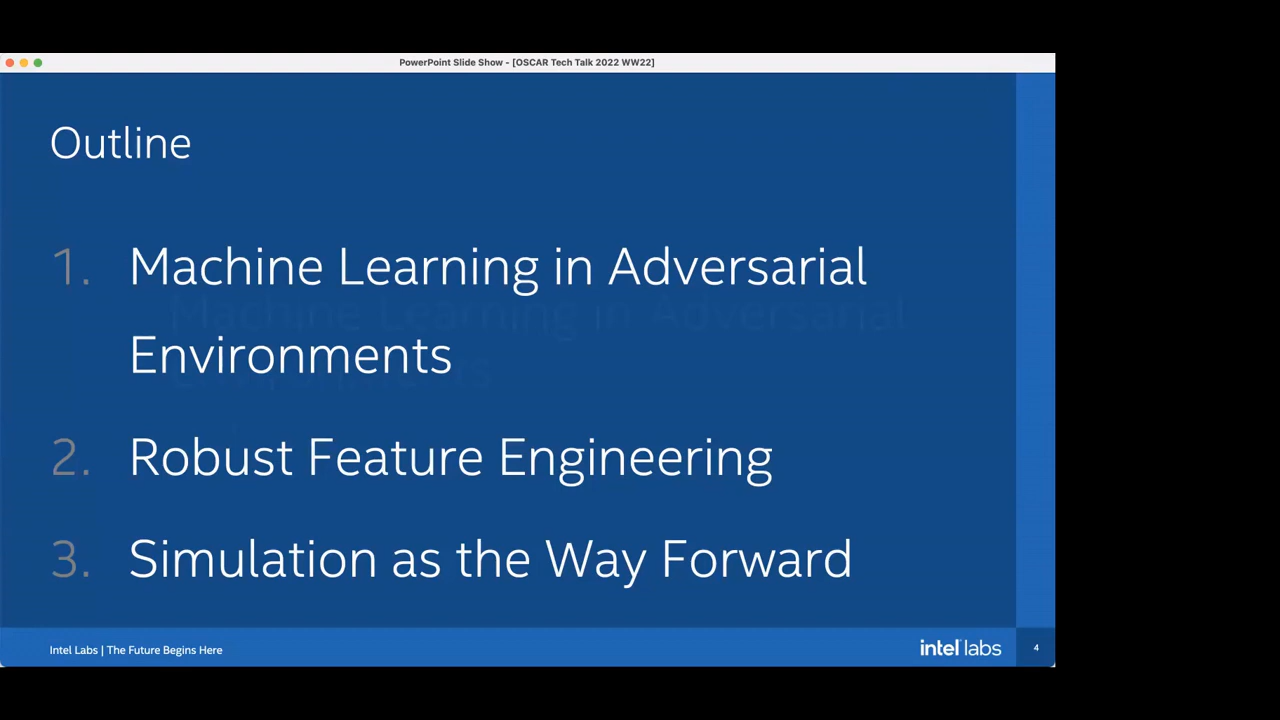 PowerPoint Slide Show - [OSCAR Tech Talk 2022 WW22]
Outline
1. Machine Learning in Adversarial
Environments
2. Robust Feature Engineering
3. Simulation as the Way Forward
Intel Labs | The Future Begins Here
intel labs
4